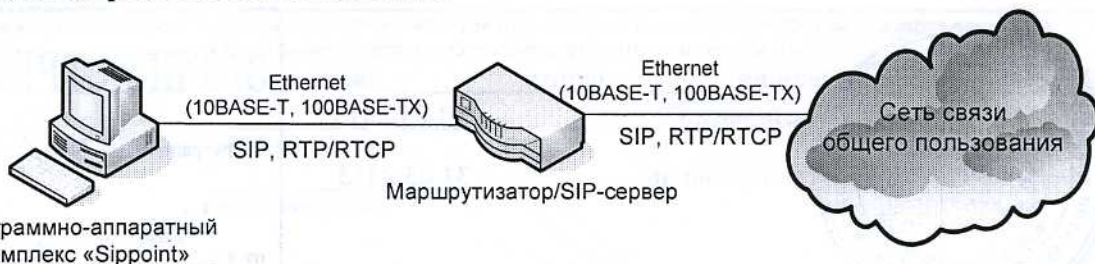 Ethernet
(10BASE-T, 100BASE-TX)
SIP, RTP/RTCP
Ethernet
(10BASE-T, 100BASE-TX)
SIP, RTP/RTCP
Сеть связи
общего пользования
Маршрутизатор/SIP-сервер
раммно-аппаратный
мплекс «Sippoint»